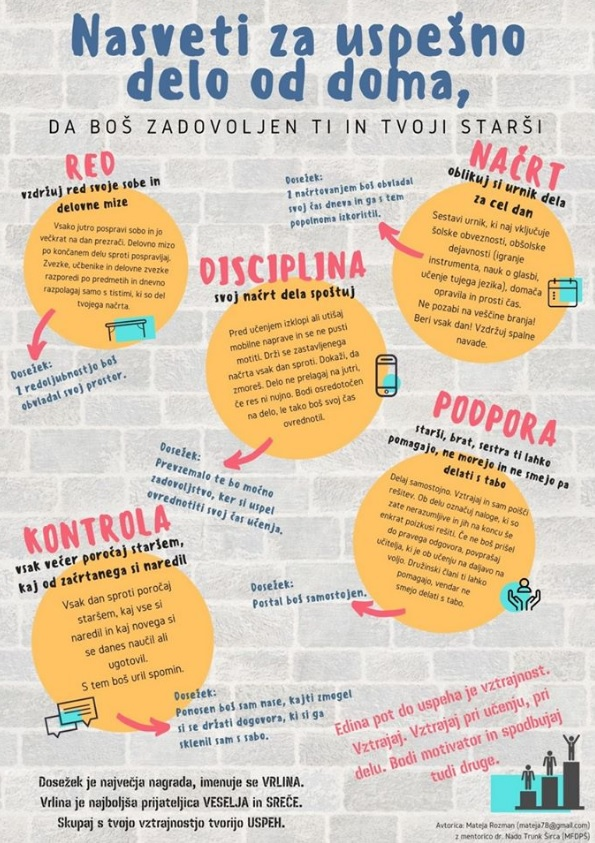 Nasveti za uspešno
delo od doma,
DA BOŠ ZADOVOLJEN TI IN TVOJI STARŠI
RED
vzdržuj red svoje sobe in
delovne mize
Vsako jutro pospravi sobo in jo
večkrat na dan prezrači. Delovno mizo
po končanem delu sproti pospravljaj.
Zvezke, učbenike in delovne zvezke
razporedi po predmetih in dnevno
razpolagaj samo s tistimi, ki so del
tvojega načrta.
Dosežek:
Z redoljubnostjo boš
obvladal svoj prostor.
NAČRT
oblikuj si urnik dela
za cel dan
Sestavi urnik, ki naj vključuje
šolske obveznosti, obšolske
dejavnosti (igranje
instrumenta, nauk o glasbi,
učenje tujega jezika), domača
opravila in prosti čas.
Ne pozabi na veščine branja!
Beri vsak dan! Vzdržuj spalne
navade.
Dosežek:
Z načrtovanjem boš obvladal
svoj čas dneva in ga s tem
popolnoma izkoristil.
DISCIPLINA
svoj načrt dela spoštuj
Pred učenjem izklopi ali utišaj
mobilne naprave in se ne pusti
motiti. Drži se zastavljenega
načrta vsak dan sproti. Dokaži, da
zmoreš. Delo ne prelagaj na jutri,
če res ni nujno. Bodi osredotočen
na delo, le tako boš svoj čas
ovrednotil.
Dosežek:
Prevzemalo te bo močno
zadovoljstvo, ker si uspel
ovrednotiti svoj čas učenja.
PODPORA
starši, brat, sestra ti lahko
pomagajo, ne morejo in ne smejo pa
delati s tabo
Delaj samostojno. Vztrajaj in sam poišči
rešitev. Ob delu označuj naloge, ki so
zate nerazumljive in jih na koncu še
enkrat poizkusi rešiti. Če ne boš prišel
do pravega odgovora, povprašaj
učitelja, ki je ob učenju na daljavo na
voljo. Družinski člani ti lahko
pomagajo, vendar ne
smejo delati s tabo.
Dosežek:
Postal boš samostojen.
KONTROLA
vsak večer poročaj staršem,
kaj od začrtanega si naredil
Vsak dan sproti poročaj
staršem, kaj vse si
naredil in kaj novega si
se danes naučil ali
ugotovil.
S tem boš uril spomin.
Dosežek:
Ponosen boš sam nase, kajti zmogel
si se držati dogovora, ki si ga
sklenil sam s sabo.
Edina pot do uspeha je vztrajnost.
Vztrajaj. Vztrajaj pri učenju, pri
delu. Bodi motivator in spodbujaj
tudi druge.
Dosežek je največja nagrada, imenuje se VRLINA.
Vrlina je najboljša prijateljica VESELJA in SREČE.
Skupaj s tvojo vztrajnostjo tvorijo USPEH.
Avtorica: Mateja Rozman (mateja78@gmail.com)
z mentorico dr. Nado Trunk Širca (MFDPŠ)